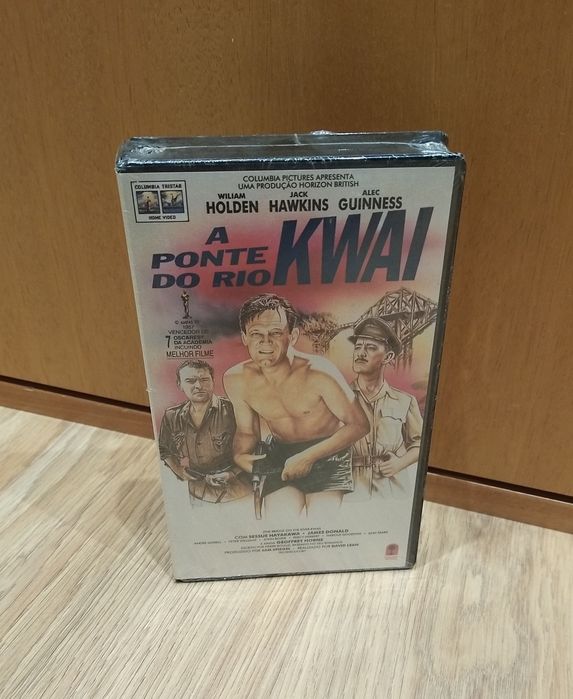 COLUMBIA PICTURES APRESENTA
UMA PRODUÇÃO HORIZON BRITISH
COLUMBIA TRISTAR
HOME VIDEO
WILIAM HOLDEN
JACK HAWKINS
ALEC GUINNESS
A
PONTE
DO RIO KWAI
1957
VENCEDOR DE
7 OSCARES
DA ACADEMIA
INCLUINDO
MELHOR FILME
COM SESSUE HAYAKAWA • JAMES DONALD
GEOFFREY HORNE
PRODUZIDO POR SAM SPIEGEL • REALIZADO POR DAVID LEAN